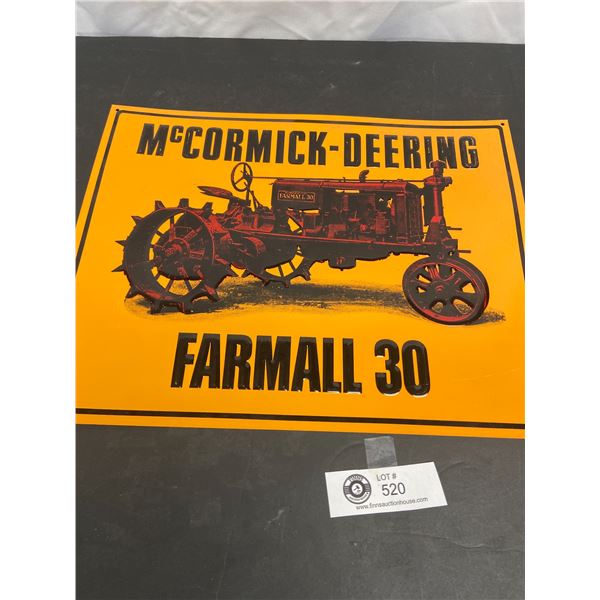 McCORMICK-DEERING
FARMALL 30
FARMALL 30
LOT #
520
www.finnsauctionhouse.com